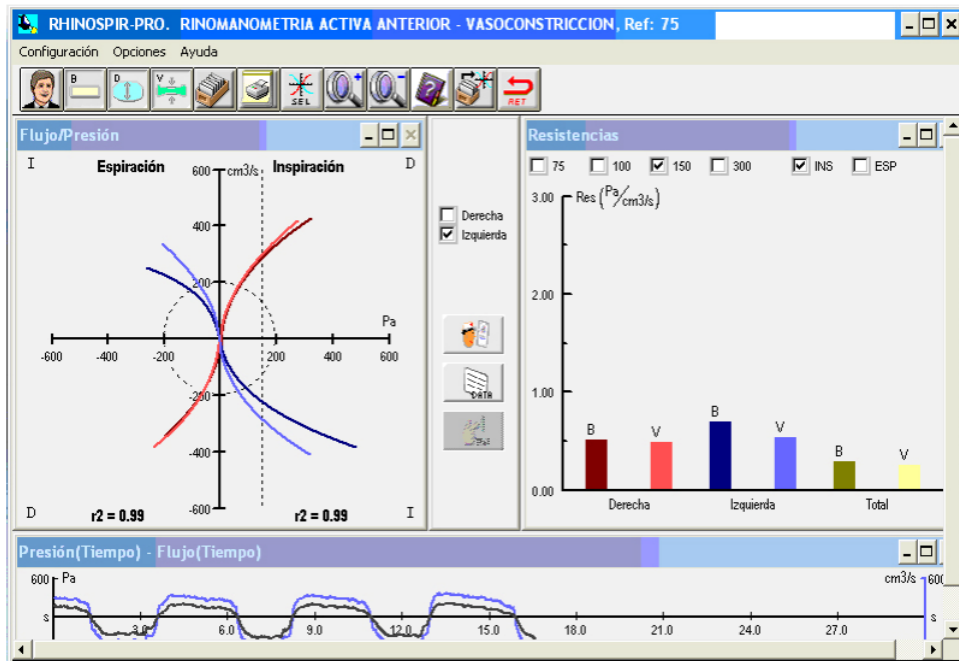 RHINOSPIR-PRO. RINOMANOMETRIA ACTIVA ANTERIOR - VASOCONSTRICCION, Ref: 75
Configuración Opciones Ayuda
B D V SEL + - RET
Flujo/Presión
I Espiración 600 cm3/s Inspiración D
400
200
Pa
-600 -400 -200 200 400 600
-200
-400
D r2 = 0.99 -600 r2 = 0.99 I
Derecha
Izquierda
DATA
Resistencias
75 100 150 300 INS ESP
3.00 Res (Pa/cm3/s)
2.00
1.00
B V B V B V
0.00
Derecha Izquierda Total
Presión(Tiempo) - Flujo(Tiempo)
600 Pa cm3/s 600
s 3.0 6.0 9.0 12.0 15.0 18.0 21.0 24.0 27.0 s